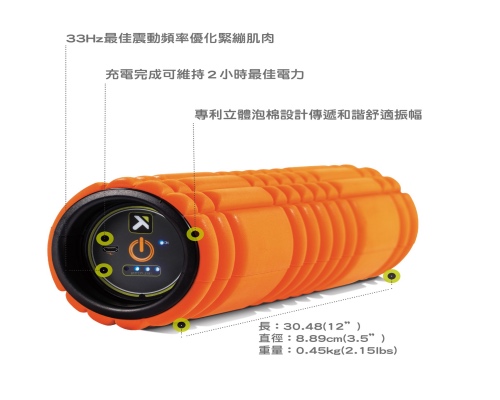 33Hz最佳震動頻率優化緊繃肌肉
充電完成可維持2小時最佳電力
專利立體泡棉設計傳遞和諧舒適振幅
長：30.48(12”)
直徑：8.89cm(3.5”)
重量：0.45kg(2.15lbs)